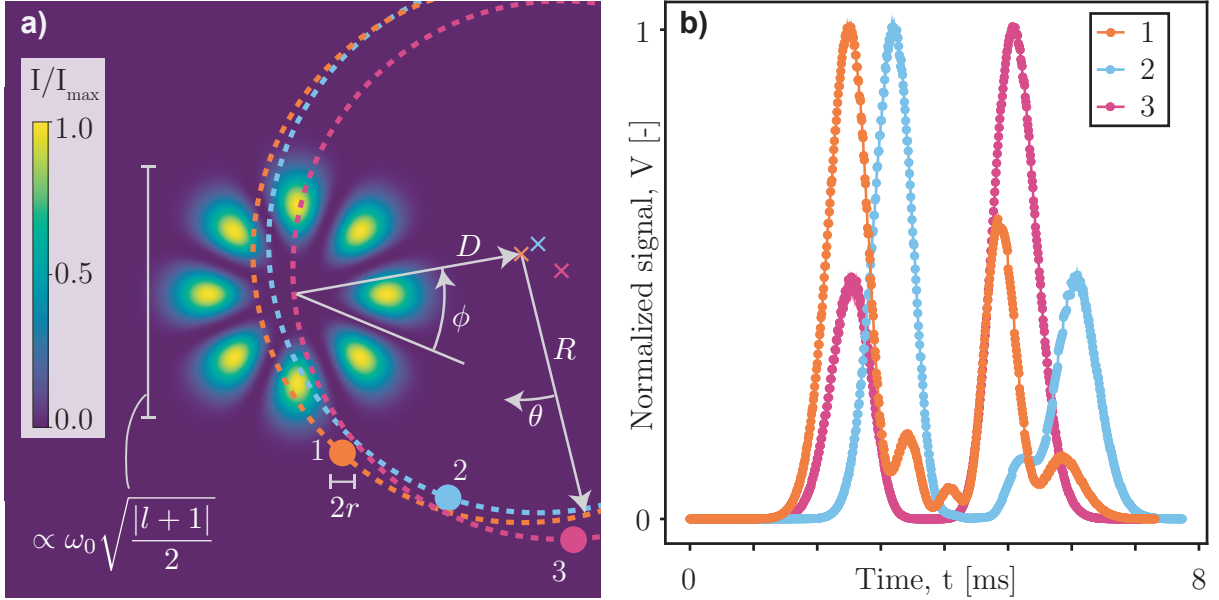 a)
I/I_max
1.0
0.5
0.0
D
ϕ
R
θ
1
2
2r
3
∝ ω₀√(|l + 1|/2)
b)
1
1
2
3
Normalized signal, V [-]
0
0
Time, t [ms]
8